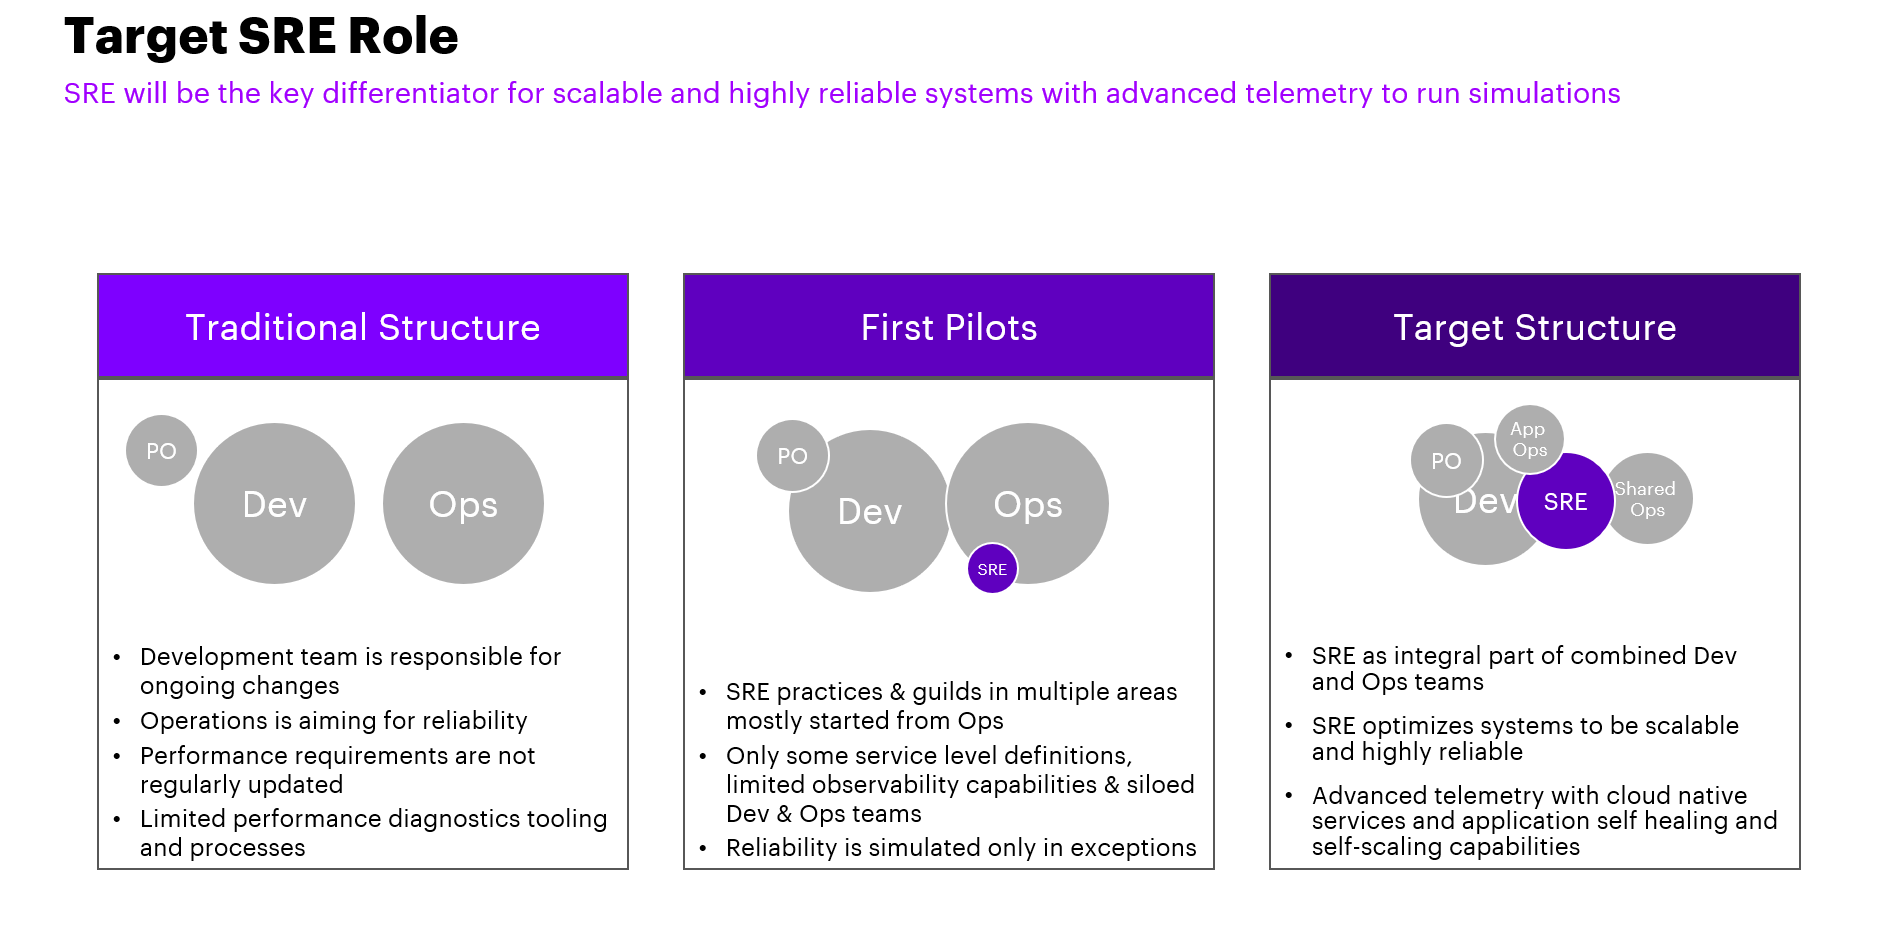 Target SRE Role
SRE will be the key differentiator for scalable and highly reliable systems with advanced telemetry to run simulations
Traditional Structure
PO
Dev
Ops
• Development team is responsible for
ongoing changes
• Operations is aiming for reliability
• Performance requirements are not
regularly updated
• Limited performance diagnostics tooling
and processes
First Pilots
PO
Dev
Ops
SRE
• SRE practices & guilds in multiple areas
mostly started from Ops
• Only some service level definitions,
limited observability capabilities & siloed
Dev & Ops teams
• Reliability is simulated only in exceptions
Target Structure
PO
App
Ops
Dev
SRE
Shared
Ops
• SRE as integral part of combined Dev
and Ops teams
• SRE optimizes systems to be scalable
and highly reliable
• Advanced telemetry with cloud native
services and application self healing and
self-scaling capabilities